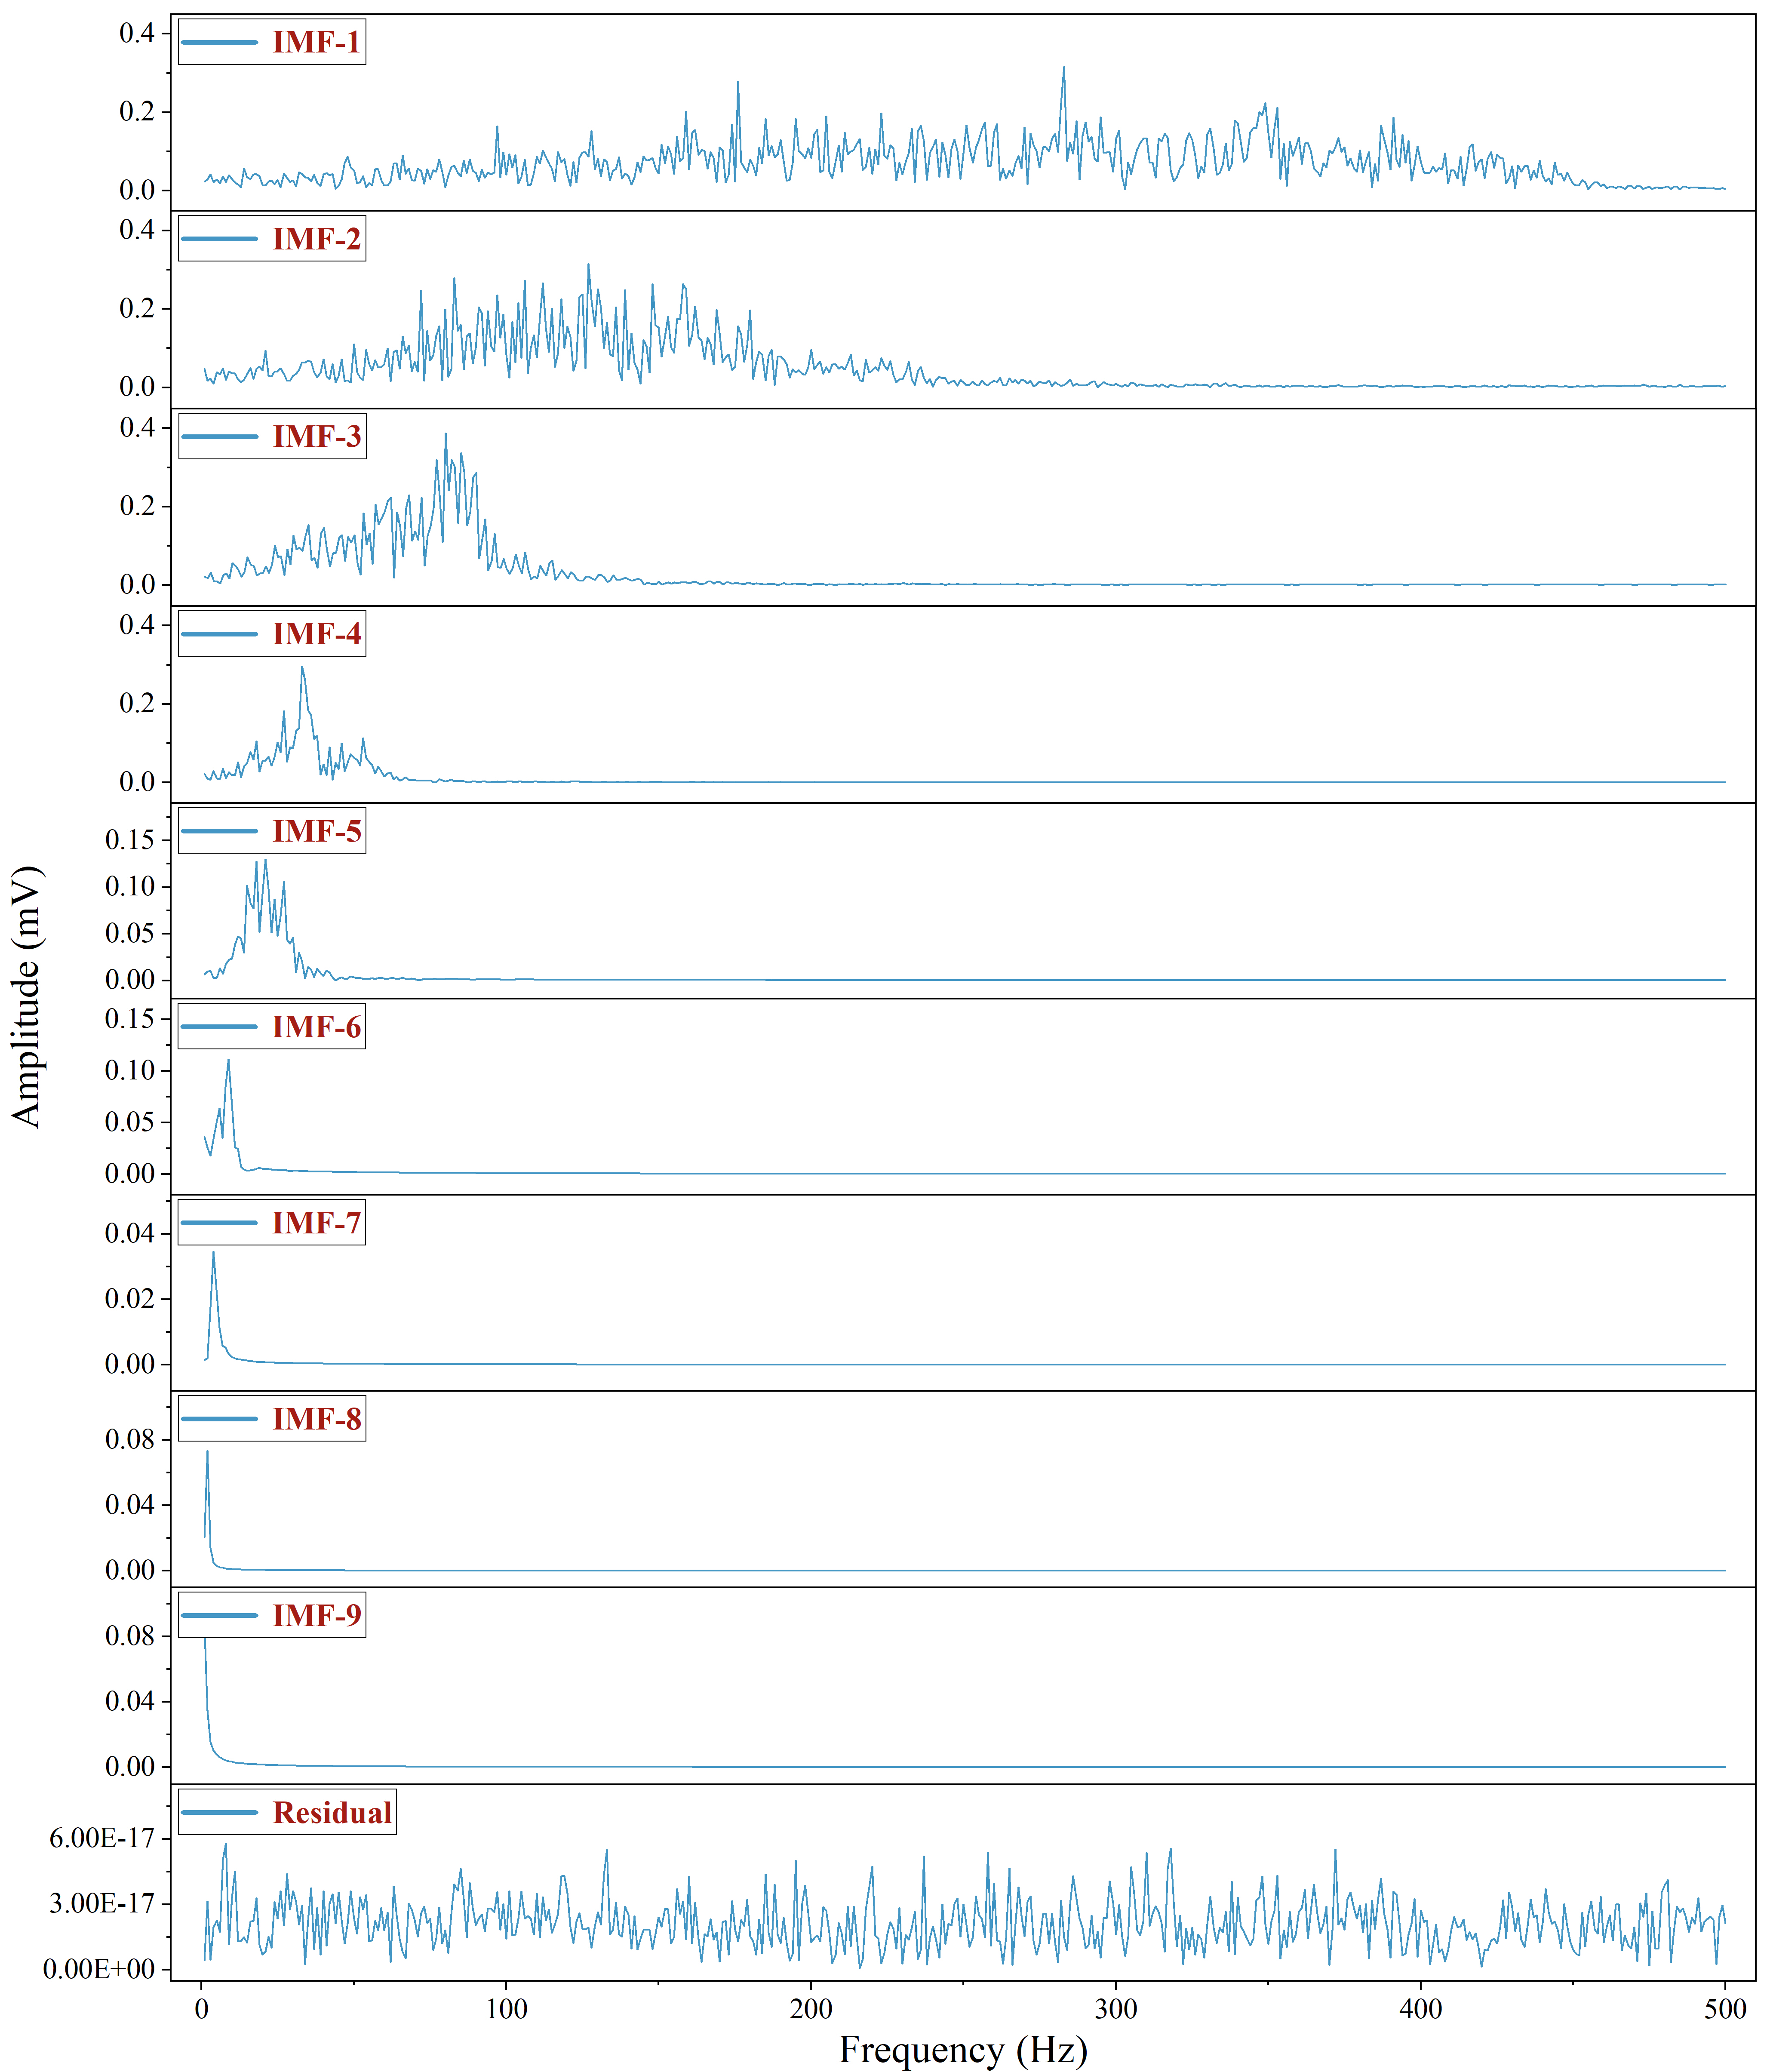 IMF-1
0.4
0.2
0.0
IMF-2
0.4
0.2
0.0
IMF-3
0.4
0.2
0.0
IMF-4
0.4
0.2
0.0
IMF-5
0.15
0.10
0.05
0.00
IMF-6
0.15
0.10
0.05
0.00
IMF-7
0.04
0.02
0.00
IMF-8
0.08
0.04
0.00
IMF-9
0.08
0.04
0.00
Residual
6.00E-17
3.00E-17
0.00E+00
0 100 200 300 400 500
Frequency (Hz)
Amplitude (mV)